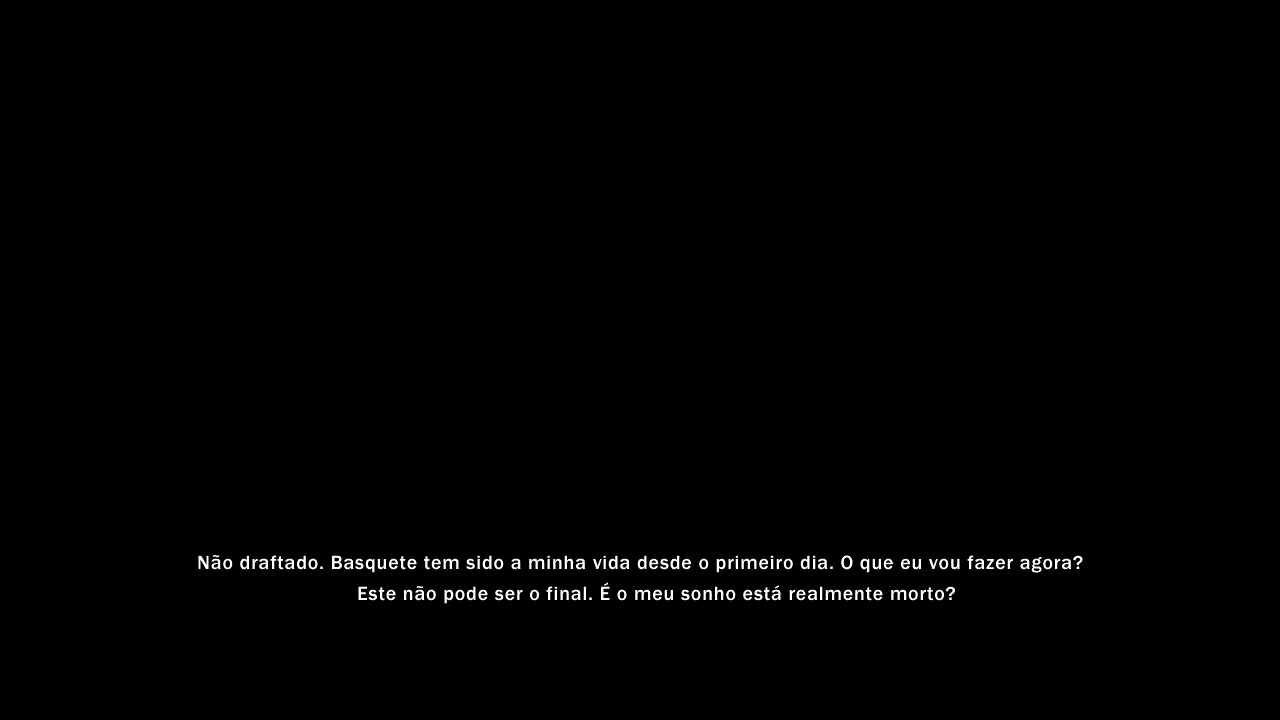 Não draftado. Basquete tem sido a minha vida desde o primeiro dia. O que eu vou fazer agora?
Este não pode ser o final. É o meu sonho está realmente morto?